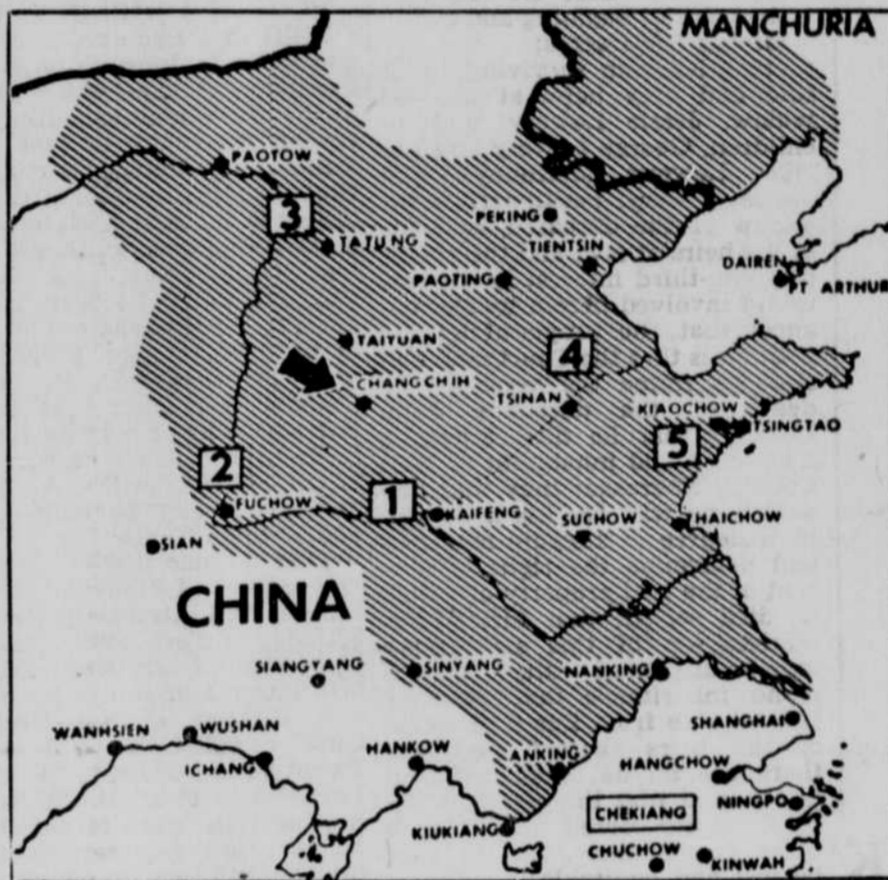 MANCHURIA
PAOTOW
3
PEKING
TATUNG
TIENTSIN
DAIREN
PAOTING
PT ARTHUR
TAIYUAN
4
CHANGCHIH
TSINAN
KIAOCHOW
TSINGTAO
5
2
1
FUCHOW
KAIFENG
SUCHOW
HAICHOW
SIAN
CHINA
SIANGYANG
SINYANG
NANKING
SHANGHAI
WUSHAN
WANHSIEN
ICHANG
HANKOW
ANKING
HANGCHOW
NINGPO
CHEKIANG
KIUKIANG
CHUCHOW
KINWAH